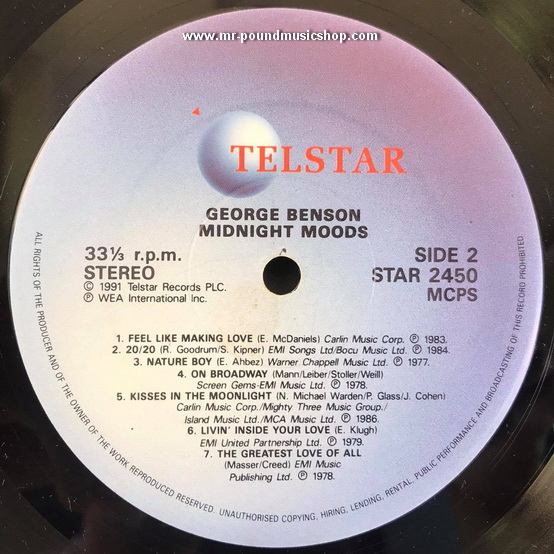 www.mr-poundmusicshop.com
TELSTAR
GEORGE BENSON
MIDNIGHT MOODS
33⅓ r.p.m.
STEREO
© 1991 Telstar Records PLC.
℗ WEA International Inc.
SIDE 2
STAR 2450
MCPS
1. FEEL LIKE MAKING LOVE (E. McDaniels) Carlin Music Corp. ℗ 1983.
2. 20/20 (R. Goodrum/S. Kipner) EMI Songs Ltd/Bocu Music Ltd. ℗ 1984.
3. NATURE BOY (E. Ahbez) Warner Chappell Music Ltd. ℗ 1977.
4. ON BROADWAY (Mann/Leiber/Stoller/Weill)
Screen Gems-EMI Music Ltd. ℗ 1978.
5. KISSES IN THE MOONLIGHT (N. Michael Warden/P. Glass/J. Cohen)
Carlin Music Corp./Mighty Three Music Group./
Island Music Ltd./MCA Music Ltd. ℗ 1986.
6. LIVIN' INSIDE YOUR LOVE (E. Klugh)
EMI United Partnership Ltd. ℗ 1979.
7. THE GREATEST LOVE OF ALL
(Masser/Creed) EMI Music
Publishing Ltd. ℗ 1978.
ALL RIGHTS OF THE PRODUCER AND OF THE OWNER OF THE WORK REPRODUCED RESERVED. UNAUTHORISED COPYING, HIRING, LENDING, RENTAL, PUBLIC PERFORMANCE AND BROADCASTING OF THIS RECORD PROHIBITED.